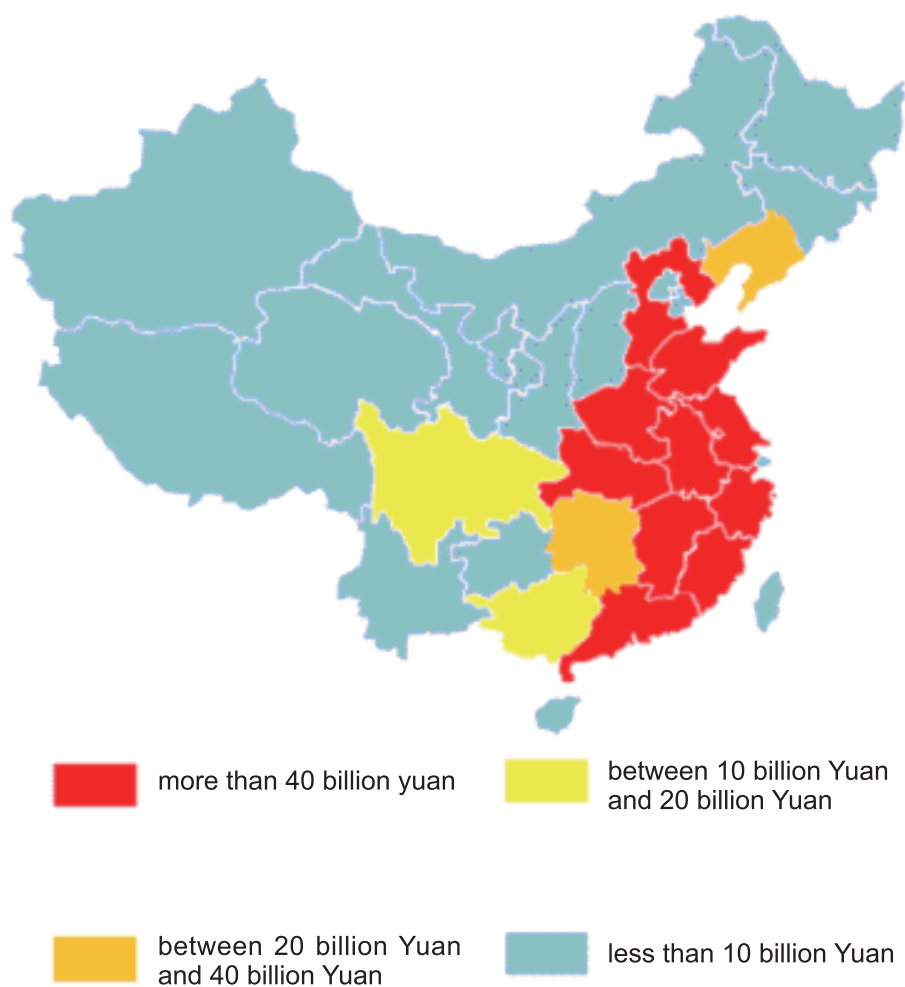 more than 40 billion yuan
between 10 billion Yuan
and 20 billion Yuan
between 20 billion Yuan
and 40 billion Yuan
less than 10 billion Yuan